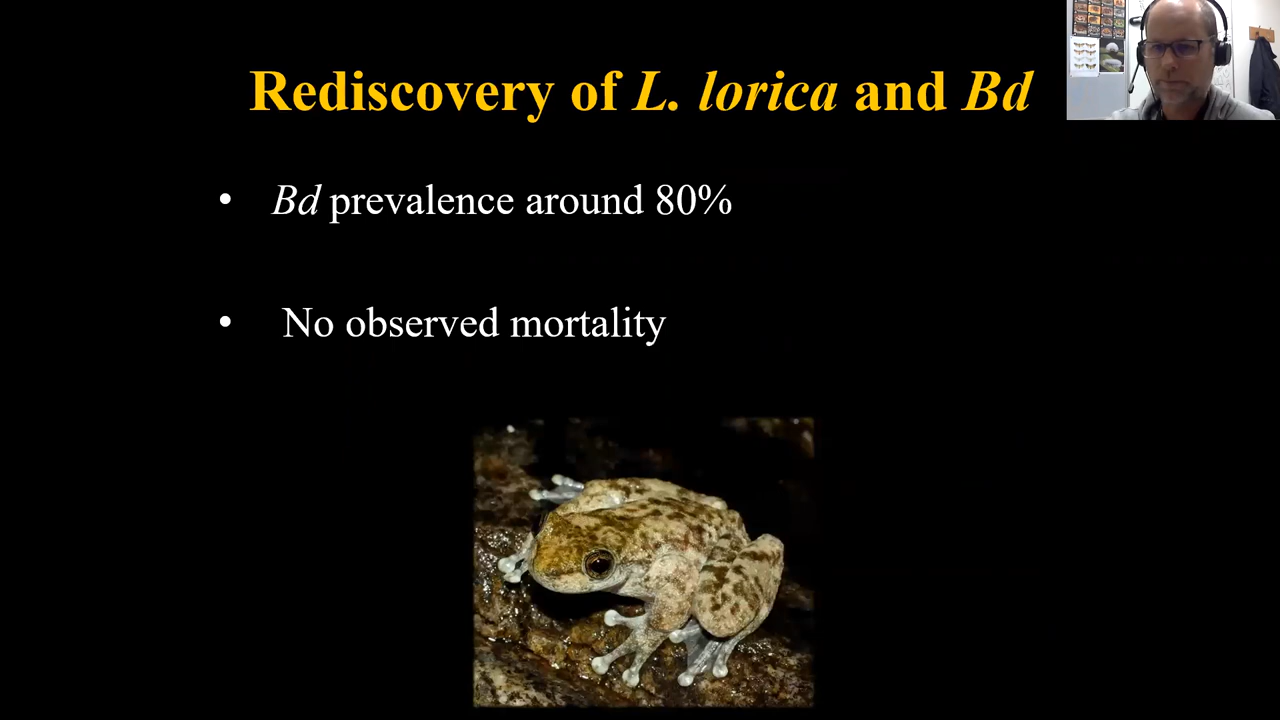 Rediscovery of L. lorica and Bd
• Bd prevalence around 80%
• No observed mortality